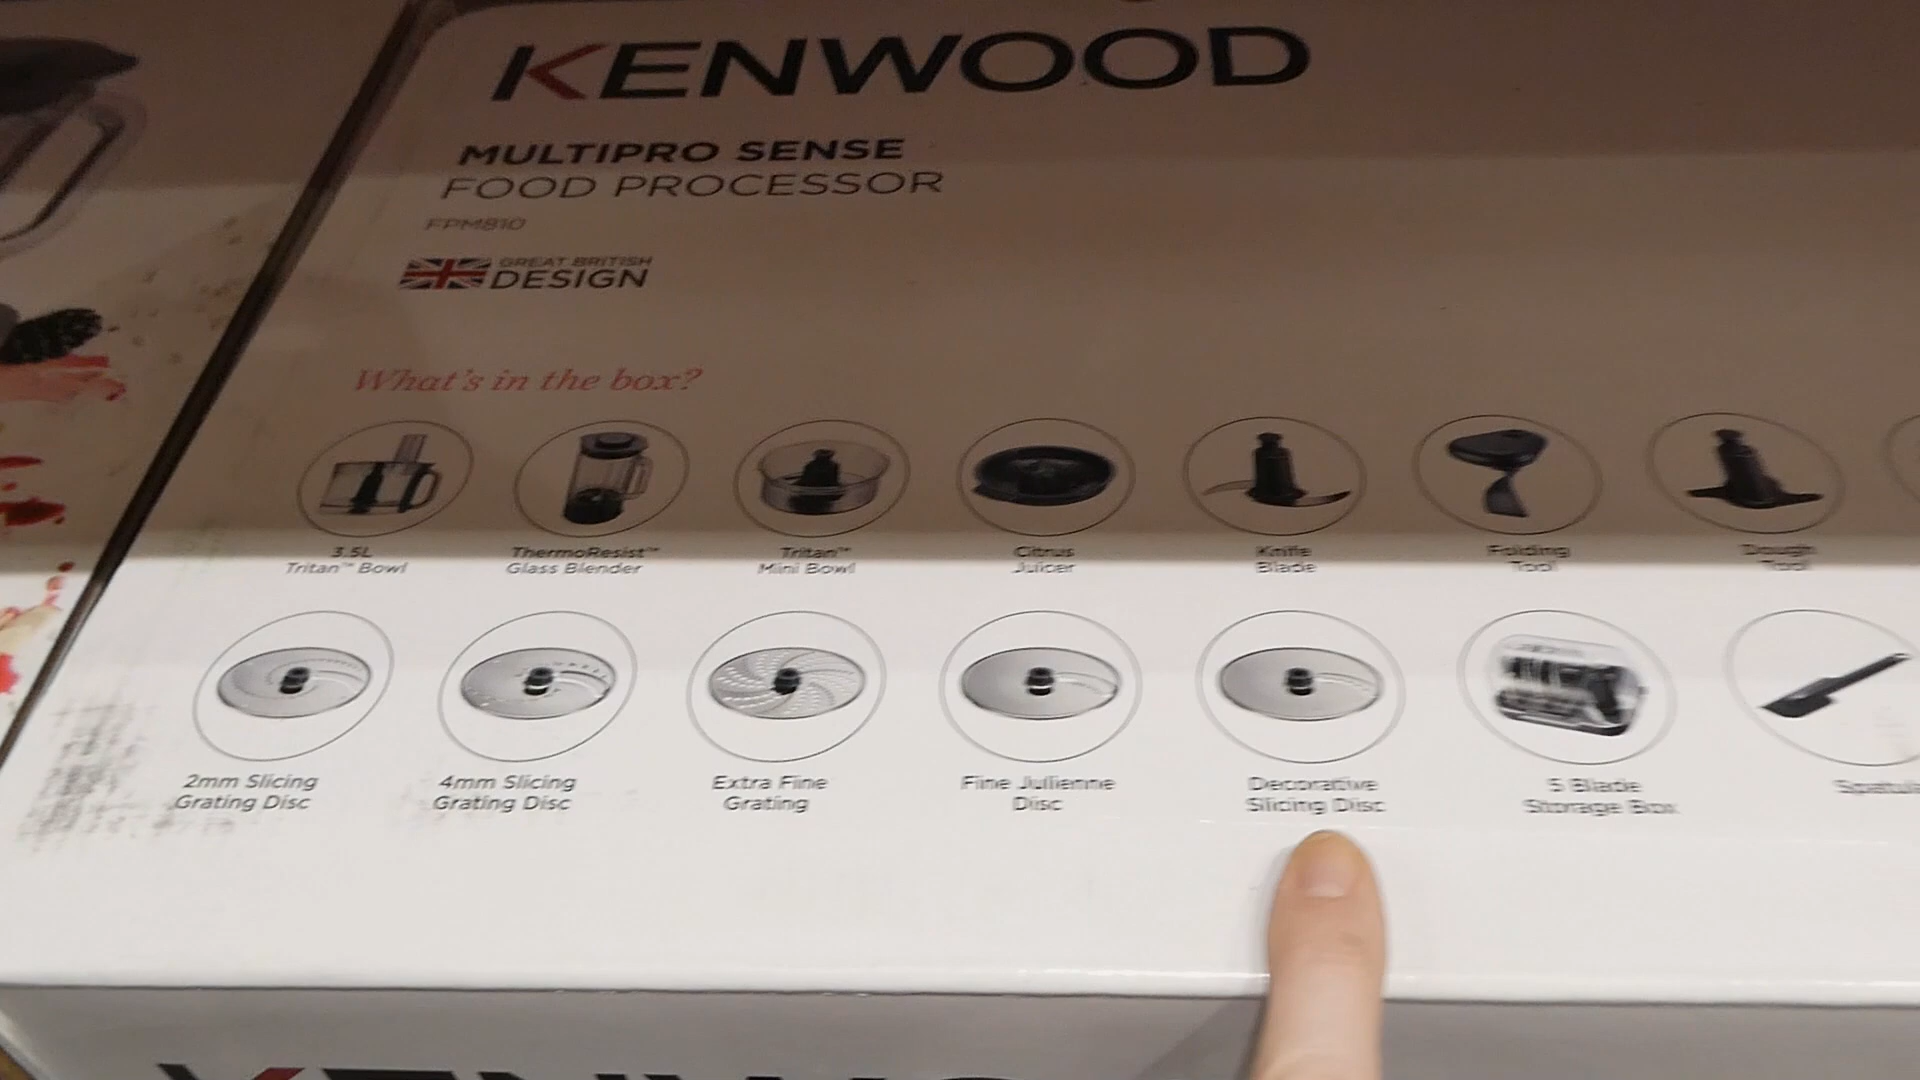 KENWOOD
MULTIPRO SENSE
FOOD PROCESSOR
FPM810
GREAT BRITISH
DESIGN
What's in the box?
3.5L
Tritan™ Bowl
ThermoResist™
Glass Blender
Tritan™
Mini Bowl
Citrus
Juicer
Knife
Blade
Folding
Tool
Dough
Tool
2mm Slicing
Grating Disc
4mm Slicing
Grating Disc
Extra Fine
Grating
Fine Julienne
Disc
Decorative
Slicing Disc
5 Blade
Storage Box